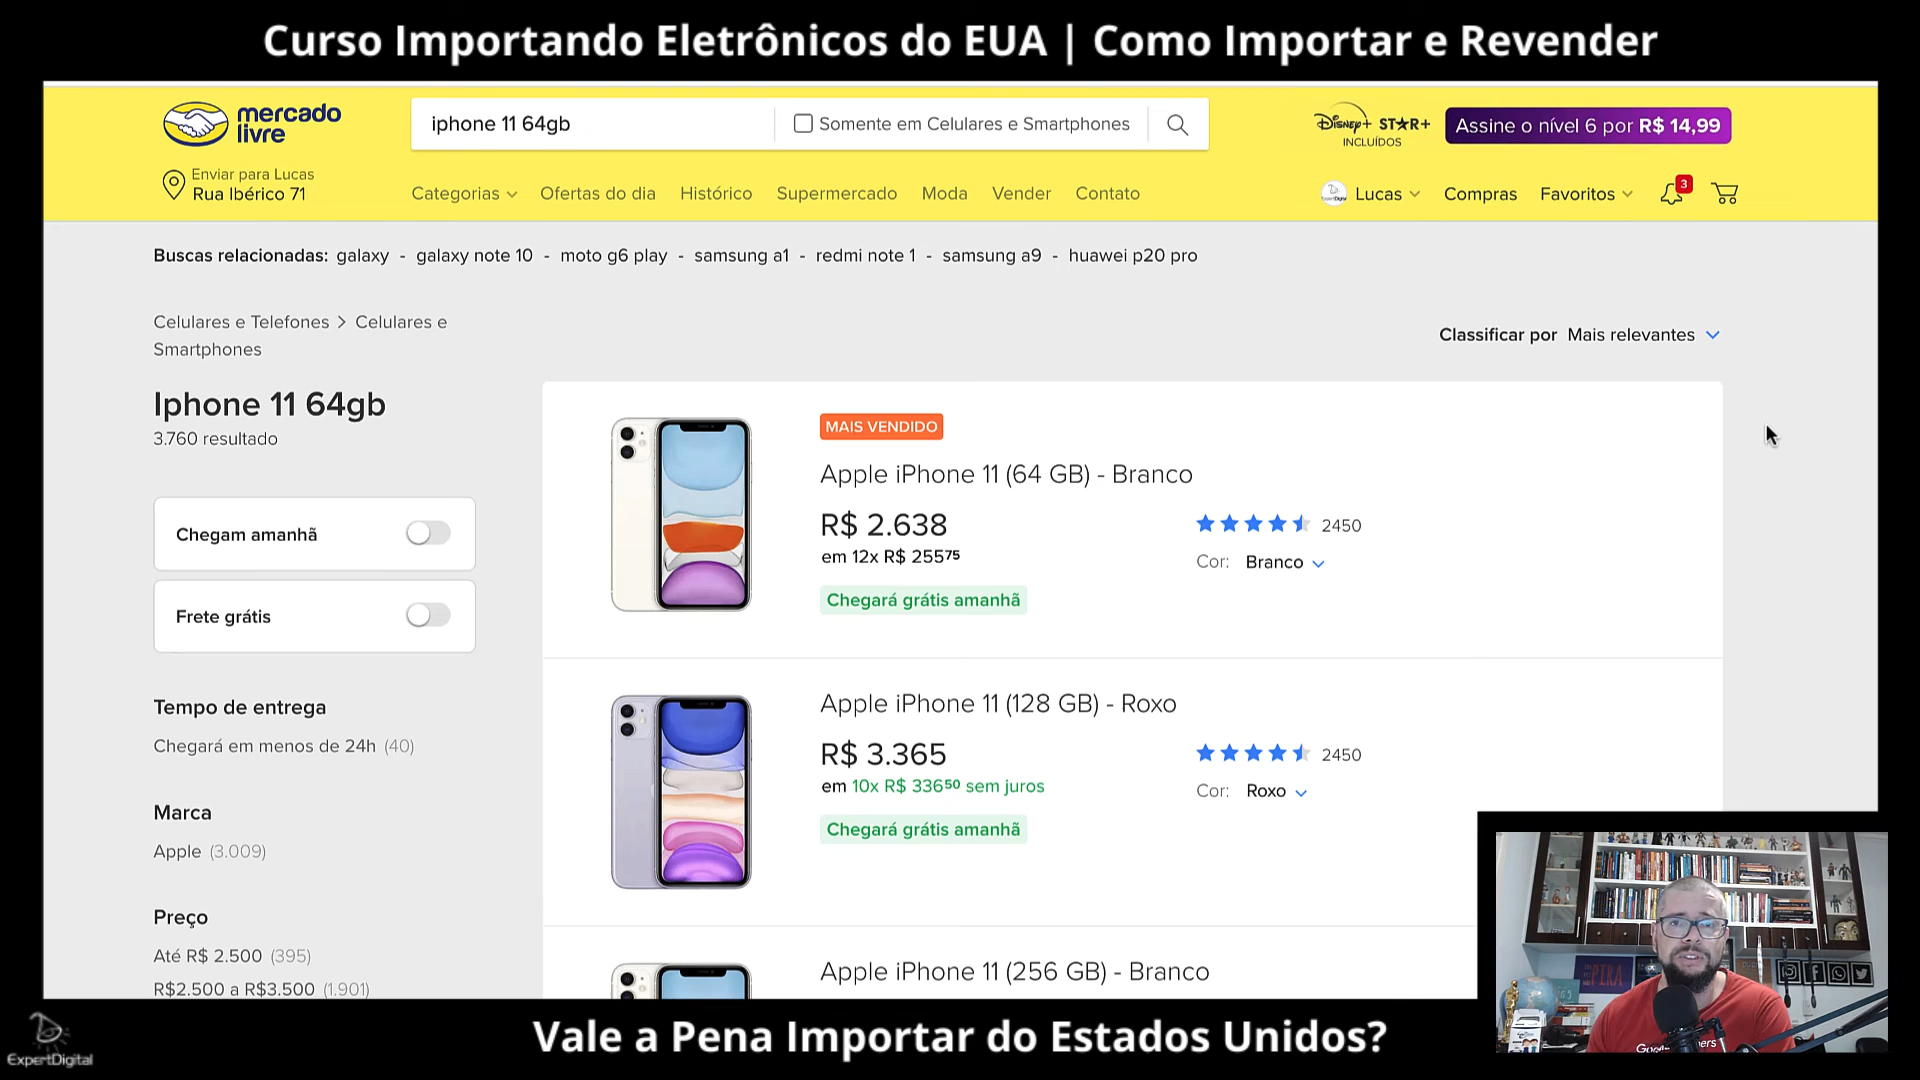 Curso Importando Eletrônicos do EUA | Como Importar e Revender
mercado
livre
iphone 11 64gb
Somente em Celulares e Smartphones
Disney+ STAR+
INCLUÍDOS
Assine o nível 6 por R$ 14,99
Enviar para Lucas
Rua Ibérico 71
Categorias
Ofertas do dia
Histórico
Supermercado
Moda
Vender
Contato
Lucas
Compras
Favoritos
3
Buscas relacionadas: galaxy - galaxy note 10 - moto g6 play - samsung a1 - redmi note 1 - samsung a9 - huawei p20 pro
Celulares e Telefones > Celulares e
Smartphones
Classificar por Mais relevantes
Iphone 11 64gb
3.760 resultado
Chegam amanhã
Frete grátis
Tempo de entrega
Chegará em menos de 24h (40)
Marca
Apple (3.009)
Preço
Até R$ 2.500 (395)
R$2.500 a R$3.500 (1.901)
MAIS VENDIDO
Apple iPhone 11 (64 GB) - Branco
R$ 2.638
em 12x R$ 255 75
2450
Cor: Branco
Chegará grátis amanhã
Apple iPhone 11 (128 GB) - Roxo
R$ 3.365
em 10x R$ 336 50 sem juros
2450
Cor: Roxo
Chegará grátis amanhã
Apple iPhone 11 (256 GB) - Branco
PIRA
ExpertDigital
Vale a Pena Importar do Estados Unidos?